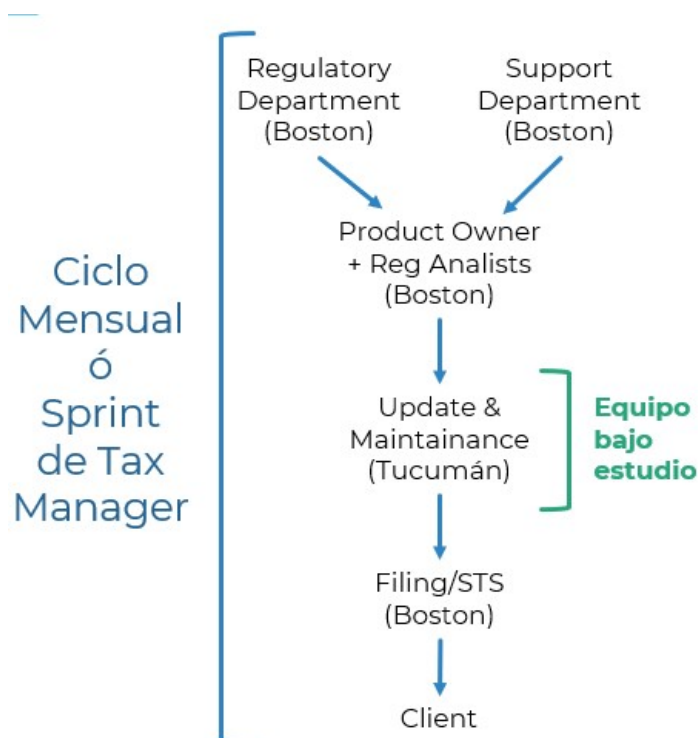 Regulatory
Department
(Boston)
Support
Department
(Boston)
Product Owner
+ Reg Analists
(Boston)
Ciclo
Mensual
ó
Sprint
de Tax
Manager
Update &
Maintainance
(Tucumán)
Equipo
bajo
estudio
Filing/STS
(Boston)
Client